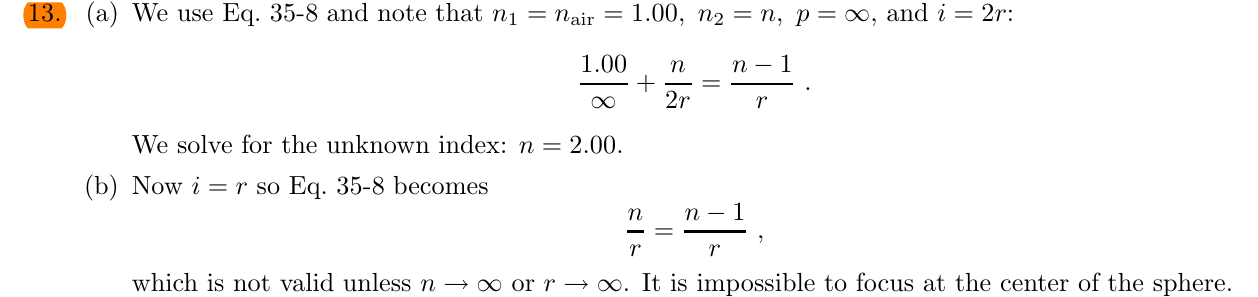 13. (a) We use Eq. 35-8 and note that n₁ = n_air = 1.00, n₂ = n, p = ∞, and i = 2r:
1.00/∞ + n/2r = n − 1/r .
We solve for the unknown index: n = 2.00.
(b) Now i = r so Eq. 35-8 becomes
n/r = n − 1/r ,
which is not valid unless n → ∞ or r → ∞. It is impossible to focus at the center of the sphere.